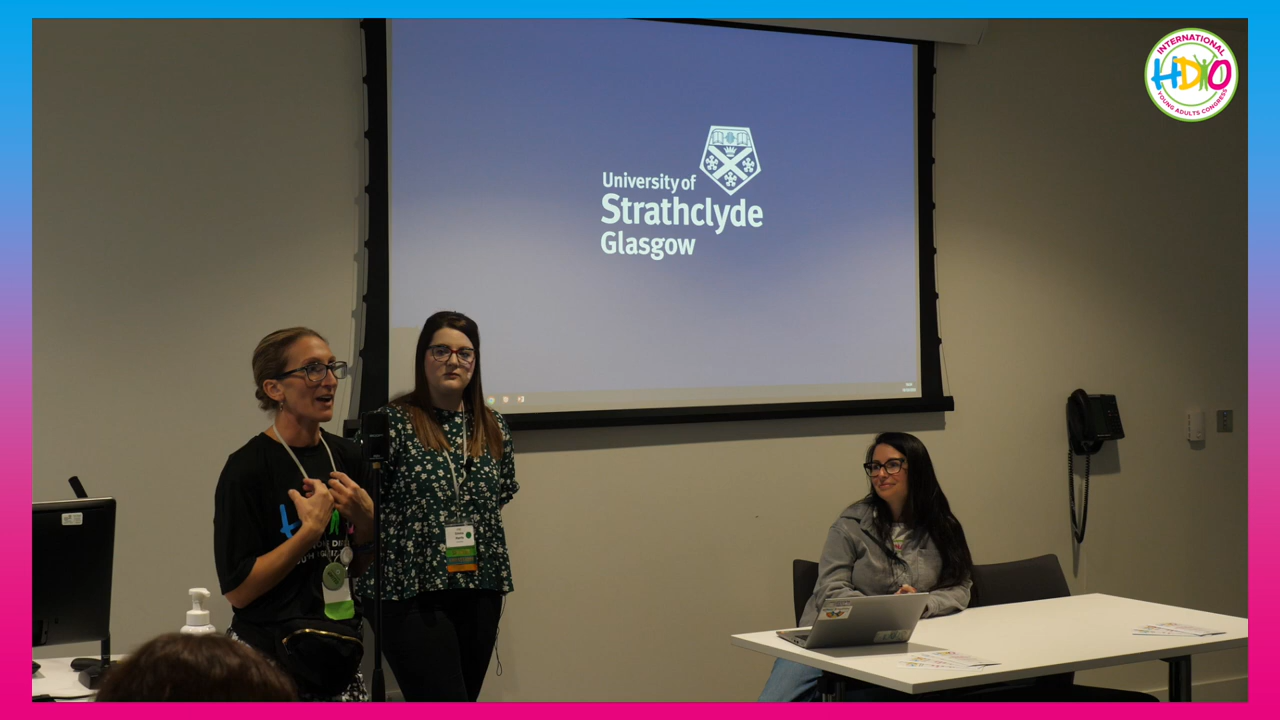 INTERNATIONAL
HDYO
YOUNG ADULTS CONGRESS
University of
Strathclyde
Glasgow